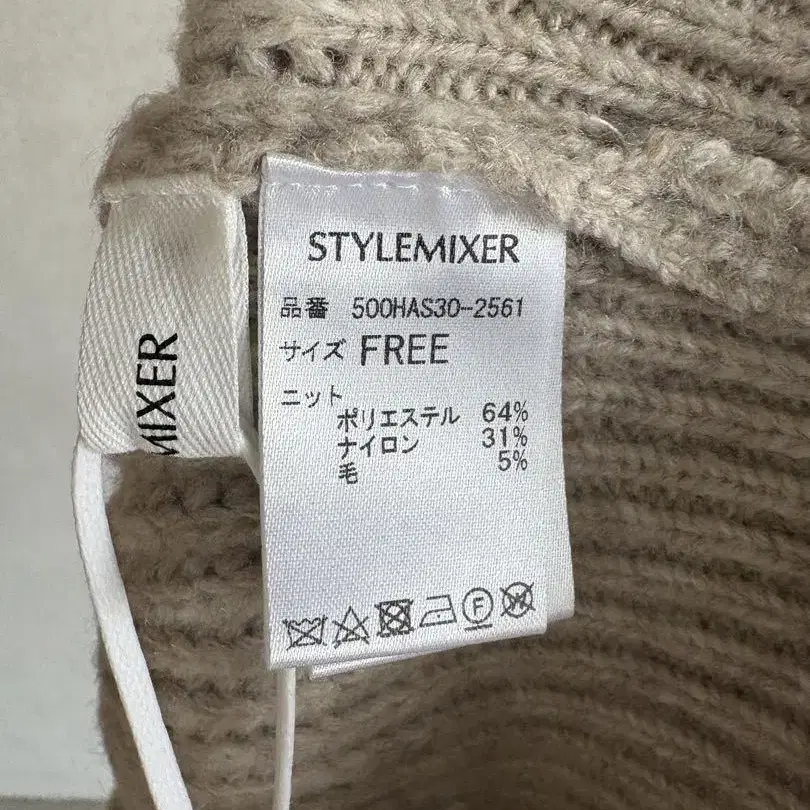 STYLEMIXER
品番 500HAS30-2561
サイズ FREE
ニット
ポリエステル 64%
ナイロン 31%
毛 5%
F
W
MIXER